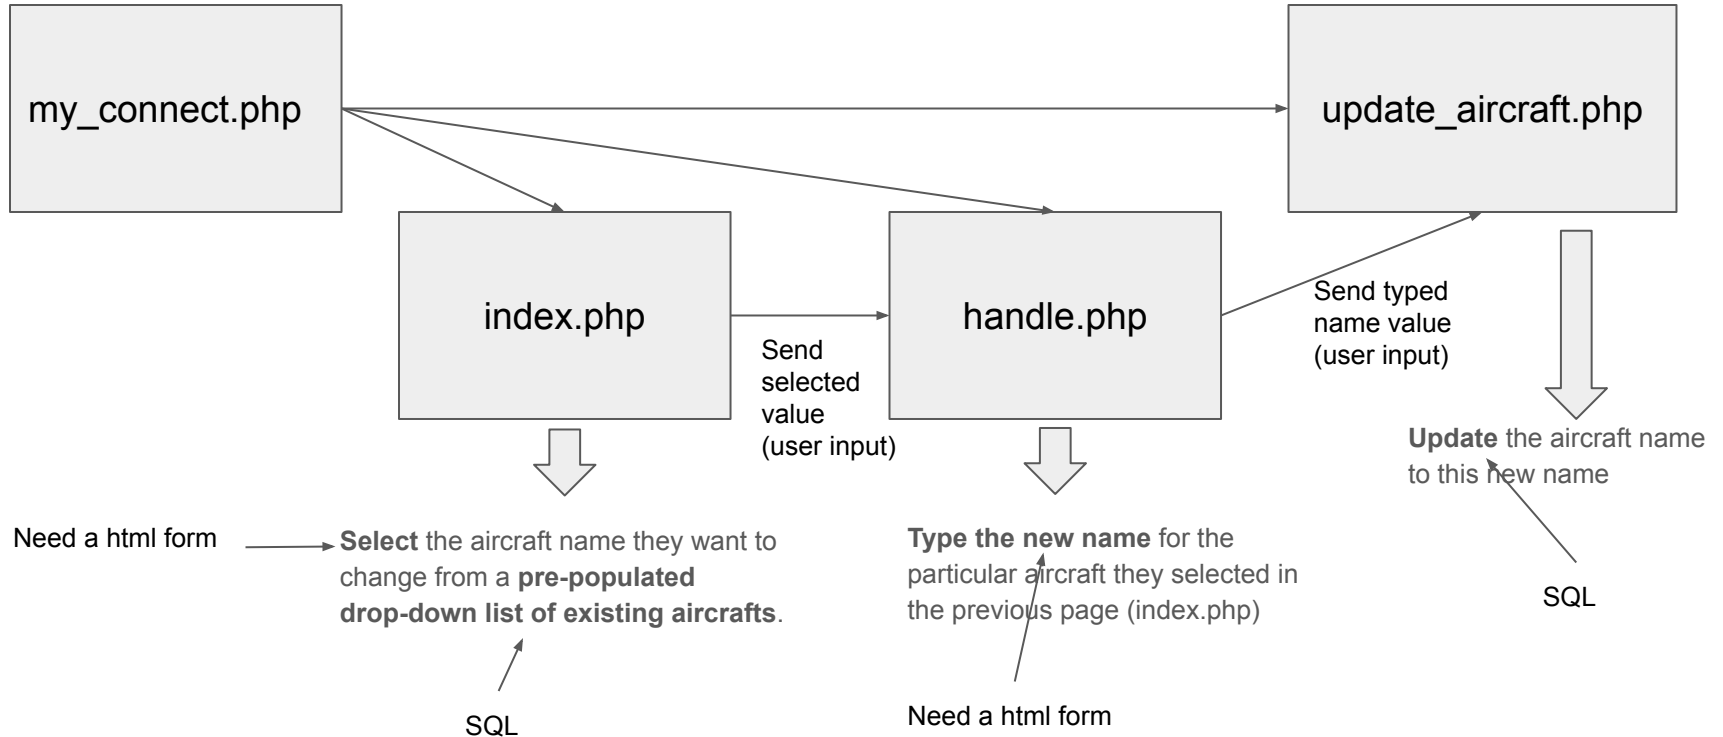 my_connect.php
update_aircraft.php
index.php
handle.php
Send
selected
value
(user input)
Send typed
name value
(user input)
Update the aircraft name
to this new name
Need a html form
Select the aircraft name they want to
change from a pre-populated
drop-down list of existing aircrafts.
Type the new name for the
particular aircraft they selected in
the previous page (index.php)
SQL
SQL
Need a html form